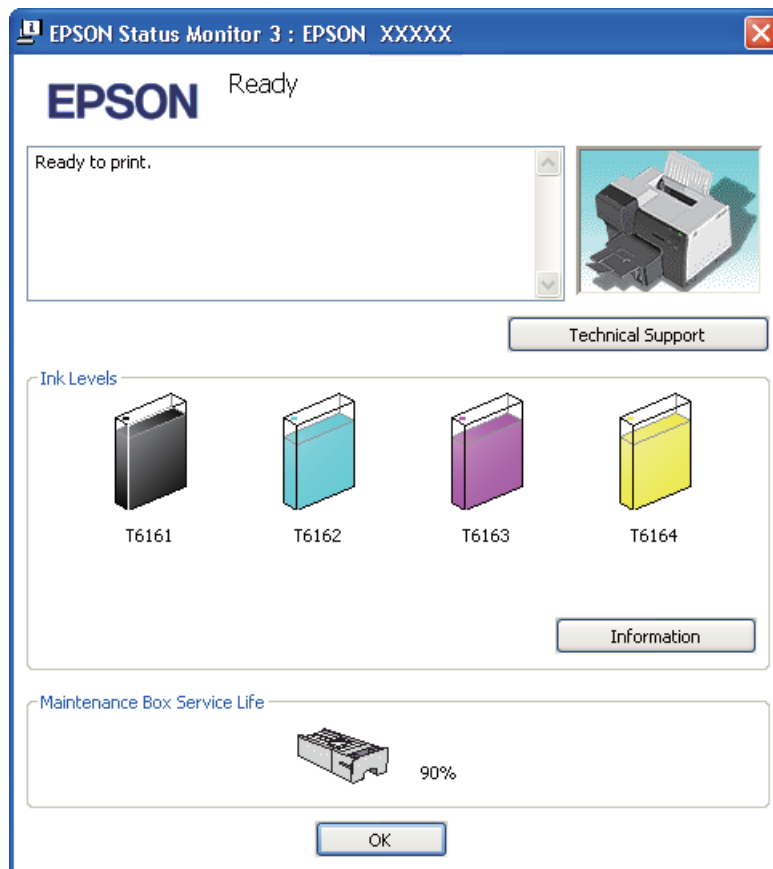 EPSON Status Monitor 3 : EPSON XXXXX
EPSON
Ready
Ready to print.
Technical Support
Ink Levels
T6161 T6162 T6163 T6164
Information
Maintenance Box Service Life
90%
OK